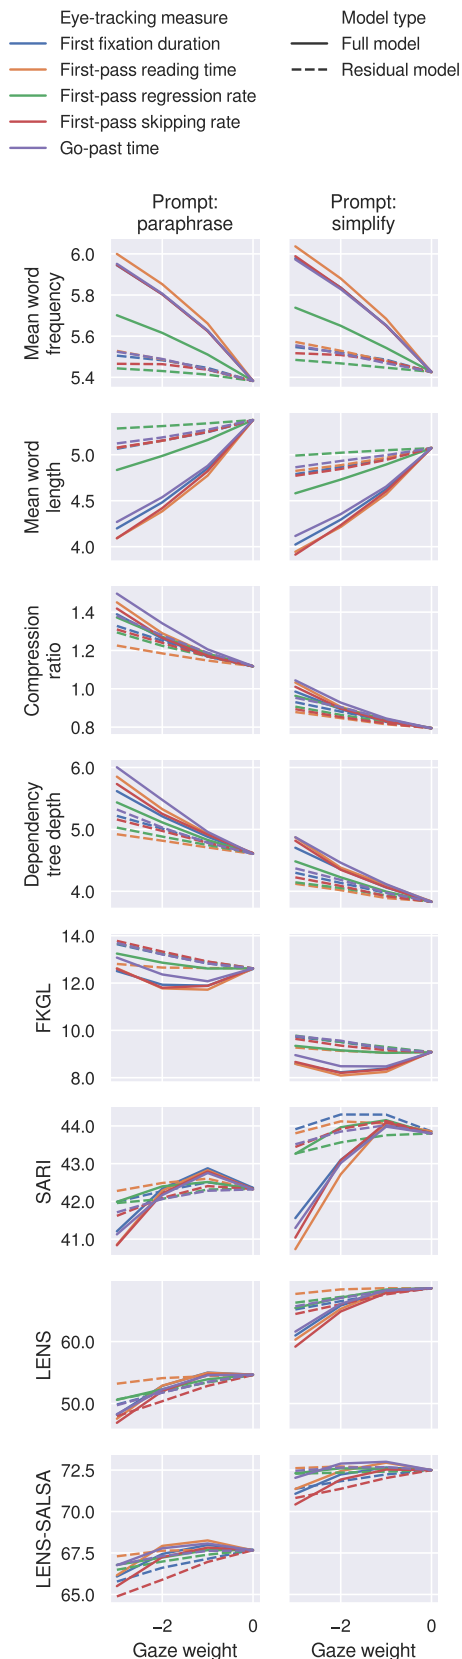 Eye-tracking measure
First fixation duration
First-pass reading time
First-pass regression rate
First-pass skipping rate
Go-past time
Model type
Full model
Residual model
Prompt:
paraphrase
Prompt:
simplify
Mean word
frequency
6.0
5.8
5.6
5.4
Mean word
length
5.0
4.5
4.0
Compression
ratio
1.4
1.2
1.0
0.8
Dependency
tree depth
6.0
5.0
4.0
FKGL
14.0
12.0
10.0
8.0
SARI
44.0
43.0
42.0
41.0
LENS
60.0
50.0
LENS-SALSA
72.5
70.0
67.5
65.0
−2 0
Gaze weight
−2 0
Gaze weight